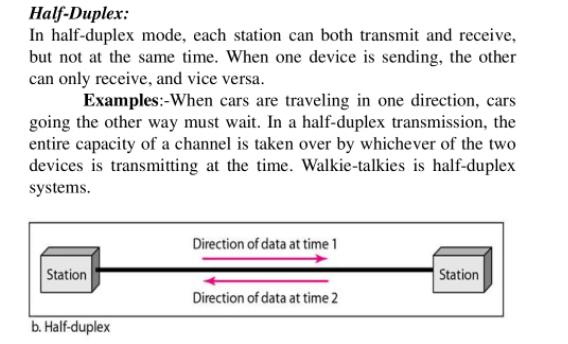 Half-Duplex:
In half-duplex mode, each station can both transmit and receive,
but not at the same time. When one device is sending, the other
can only receive, and vice versa.
Examples:-When cars are traveling in one direction, cars
going the other way must wait. In a half-duplex transmission, the
entire capacity of a channel is taken over by whichever of the two
devices is transmitting at the time. Walkie-talkies is half-duplex
systems.
Direction of data at time 1
Station
Station
Direction of data at time 2
b. Half-duplex